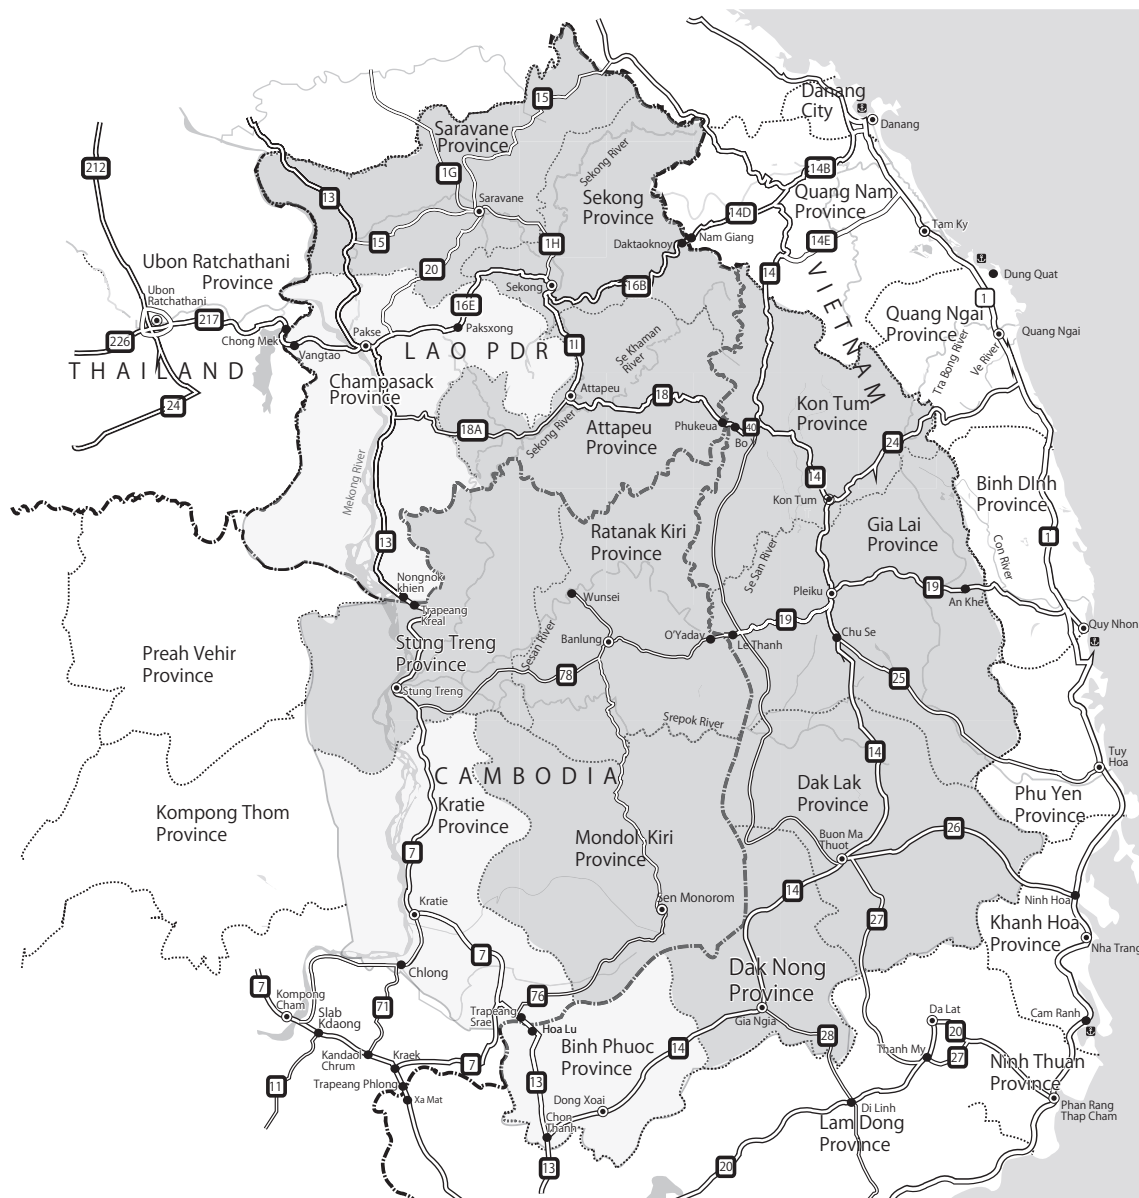 Danang
City
Danang
15
Saravane
Province
212
1G
13
Sekong River
14B
Saravane
Sekong
Province
14D
Quang Nam
Province
Tam Ky
15
1H
Daktaoknoy
Nam Giang
14E
Ubon Ratchathani
Province
20
14
Dung Quat
Ubon
Ratchathani
Sekong
16B
VIETNAM
1
16E
217
Quang Ngai
Province
226
Chong Mek
Pakse
Paksxong
Quang Ngai
Vangtao
LAO PDR
11
Se Khaman
River
Tra Bong River
Ve River
THAILAND
Champasack
Province
Attapeu
18
Kon Tum
Province
24
18A
Sekong River
Attapeu
Province
Phukeua
Bo
40
24
Mekong River
14
Kon Tum
Binh DInh
Province
Ratanak Kiri
Province
Gia Lai
Province
13
Se San River
Con River
1
Nongnok
khien
Wunsei
Pleiku
19
An Khe
Trapeang
Kreal
19
Quy Nhon
Stung Treng
Province
Sesan River
Banlung
O'Yadav
Le Thanh
Chu Se
Preah Vehir
Province
78
25
Stung Treng
Srepok River
14
Tuy
Hoa
CAMBODIA
Dak Lak
Province
Phu Yen
Province
Kompong Thom
Province
Kratie
Province
Mondol Kiri
Province
Buon Ma
Thuot
26
7
14
Kratie
Sen Monorom
27
Ninh Hoa
Khanh Hoa
Province
Nha Trang
7
Chlong
Dak Nong
Province
7
76
Kompong
Cham
71
Trapeang
Srae
Slab
Kdaong
Hoa Lu
Gia Ngia
Da Lat
Cam Ranh
28
20
Kandaol
Chrum
Kraek
7
Binh Phuoc
Province
14
Thanh My
27
Ninh Thuan
Province
11
Trapeang Phlong
13
Xa Mat
Dong Xoai
Chon
Thanh
Di Linh
Phan Rang
Thap Cham
Lam Dong
Province
13
20